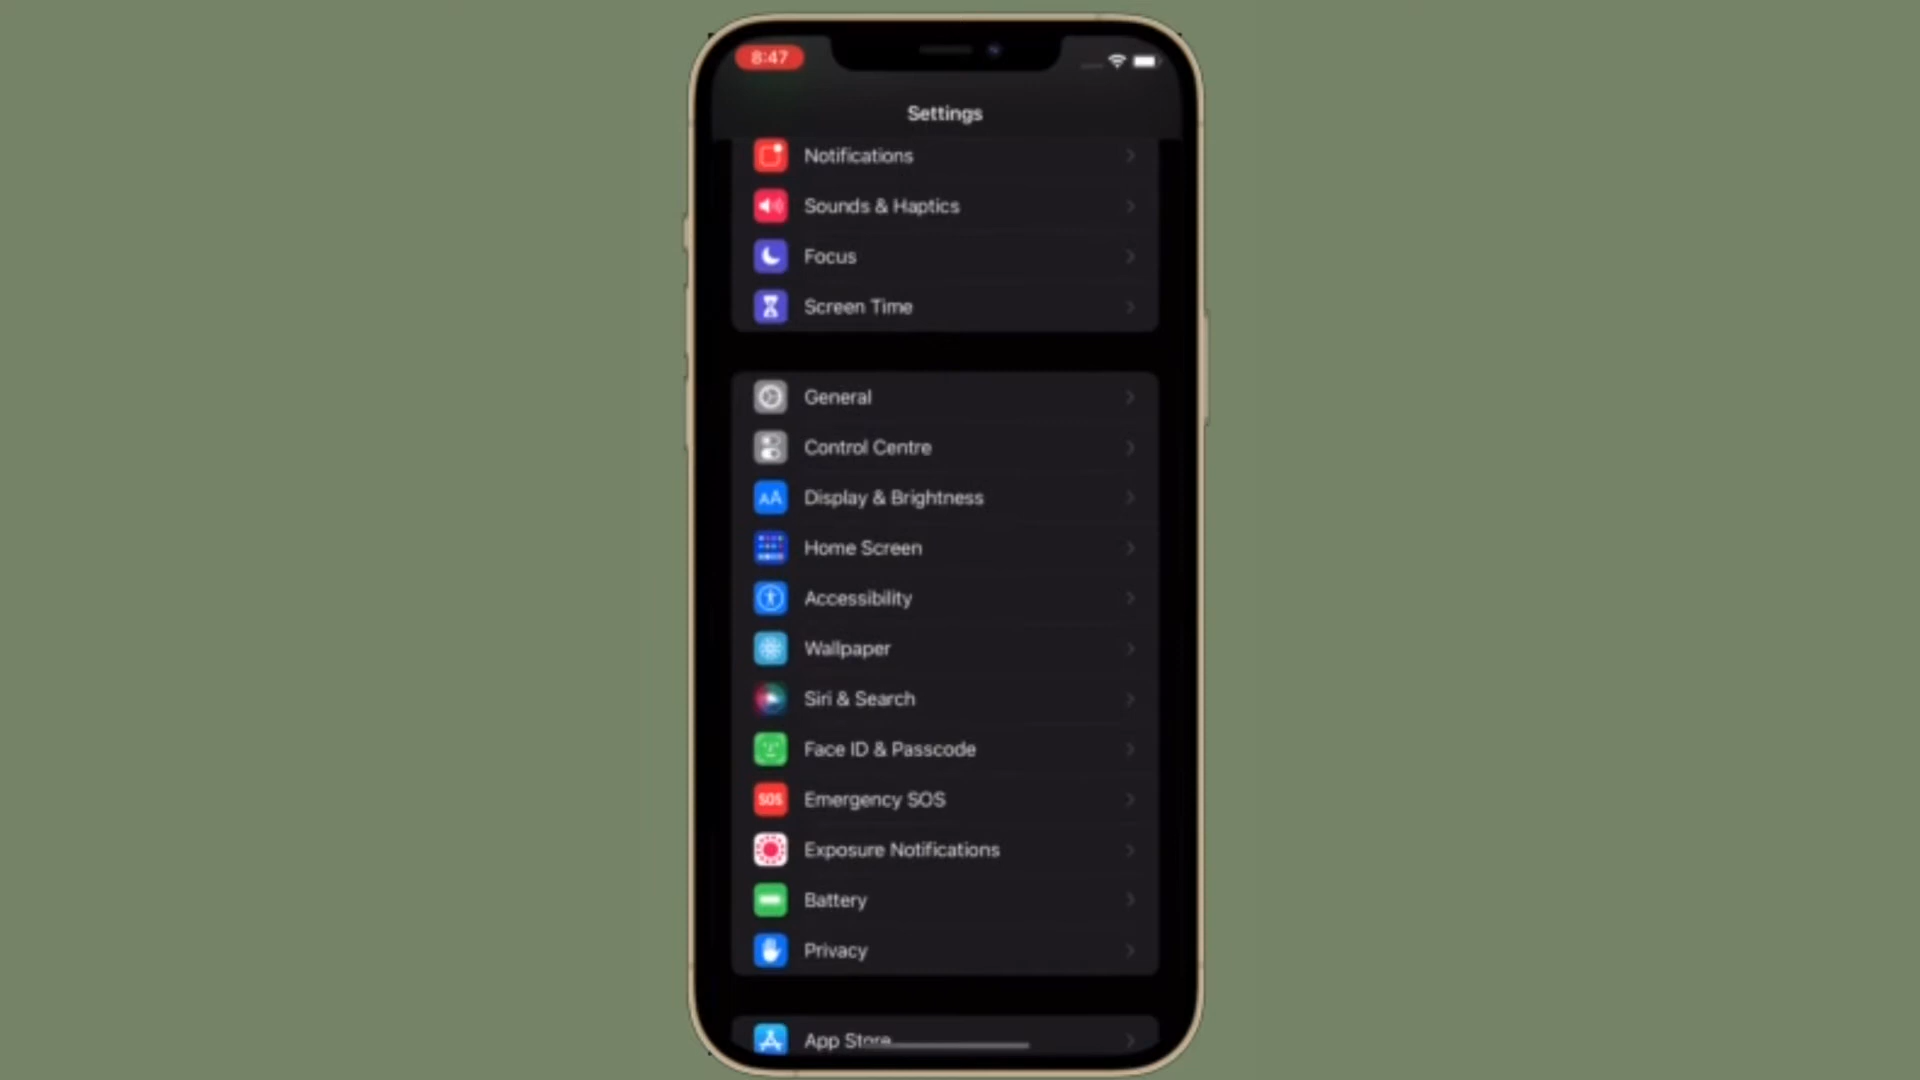 8:47
Settings
Notifications
Sounds & Haptics
Focus
Screen Time
General
Control Centre
AA Display & Brightness
Home Screen
Accessibility
Wallpaper
Siri & Search
Face ID & Passcode
SOS Emergency SOS
Exposure Notifications
Battery
Privacy
App Store